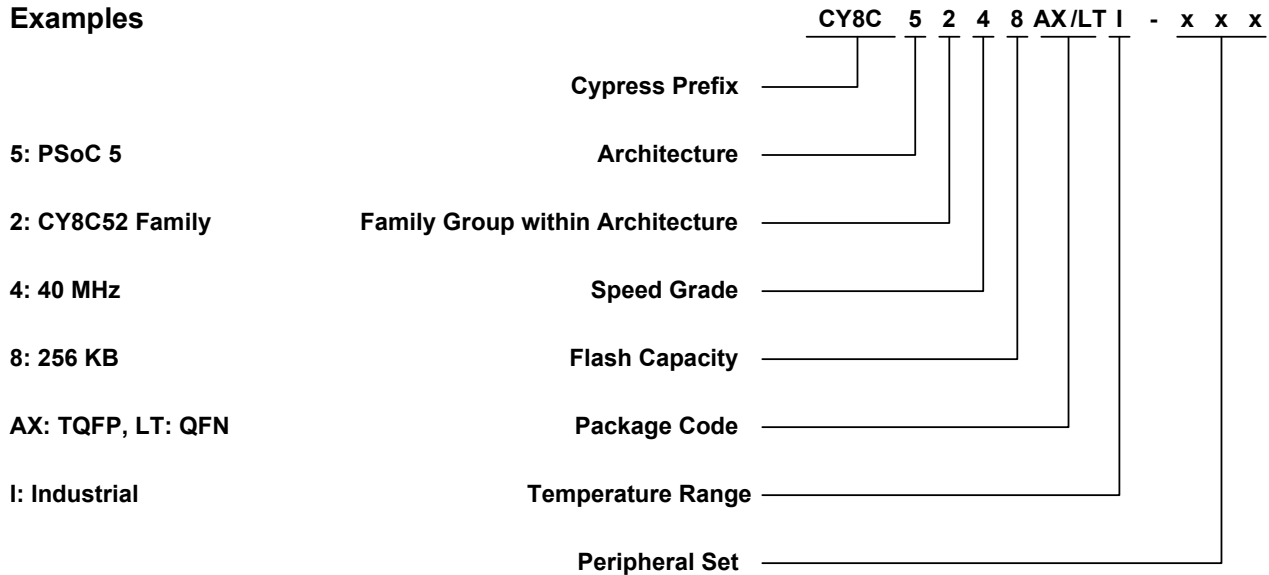 Examples CY8C 5 2 4 8 AX/LT I - x x x
Cypress Prefix
5: PSoC 5 Architecture
2: CY8C52 Family Family Group within Architecture
4: 40 MHz Speed Grade
8: 256 KB Flash Capacity
AX: TQFP, LT: QFN Package Code
I: Industrial Temperature Range
Peripheral Set